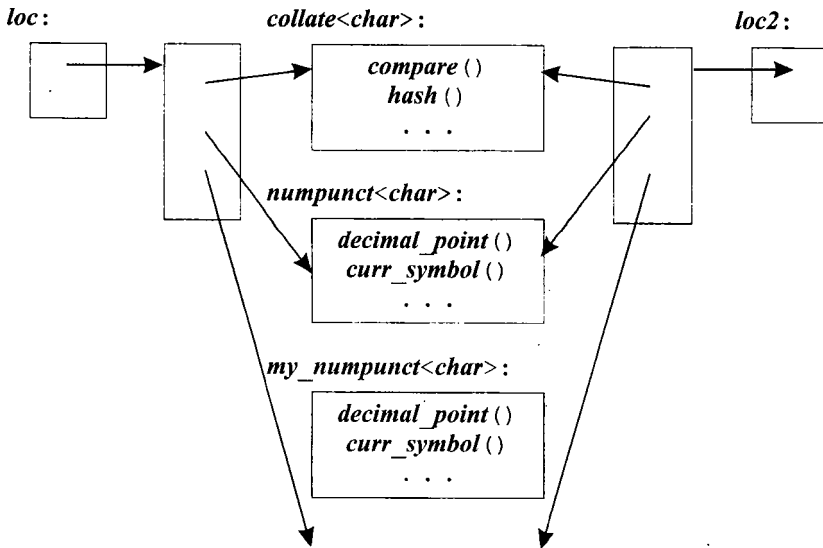 loc:
collate<char>:
loc2:
compare()
hash()
. . .
numpunct<char>:
decimal_point()
curr_symbol()
. . .
my_numpunct<char>:
decimal_point()
curr_symbol()
. . .